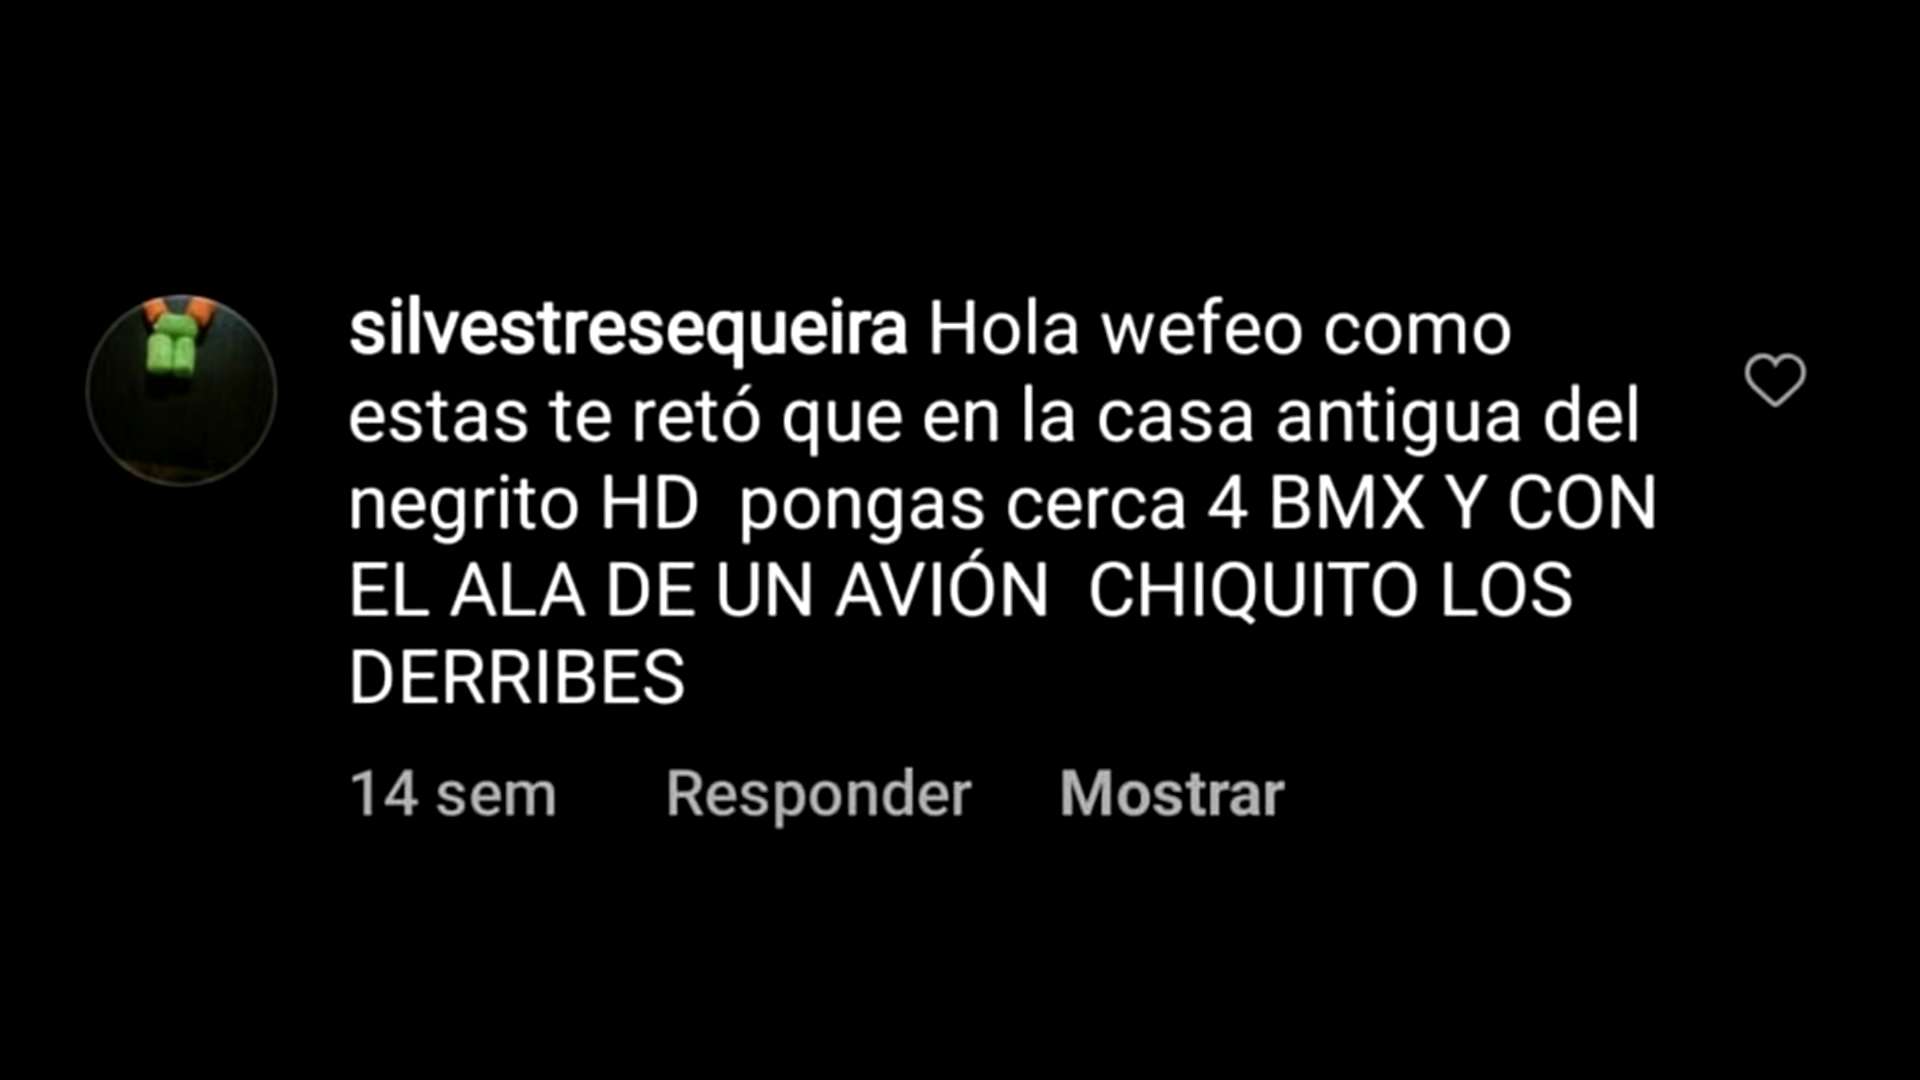 silvestresequeira Hola wefeo como
estas te retó que en la casa antigua del
negrito HD  pongas cerca 4 BMX Y CON
EL ALA DE UN AVIÓN  CHIQUITO LOS
DERRIBES
14 sem Responder Mostrar